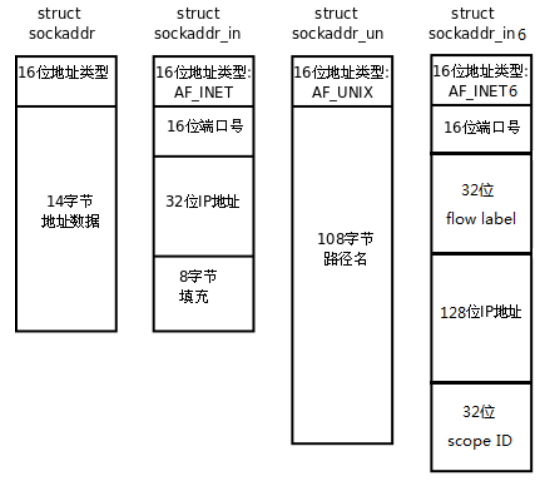 struct
sockaddr
16位地址类型
14字节
地址数据
struct
sockaddr_in
16位地址类型:
AF_INET
16位端口号
32位IP地址
8字节
填充
struct
sockaddr_un
16位地址类型:
AF_UNIX
108字节
路径名
struct
sockaddr_in6
16位地址类型:
AF_INET6
16位端口号
32位
flow label
128位IP地址
32位
scope ID